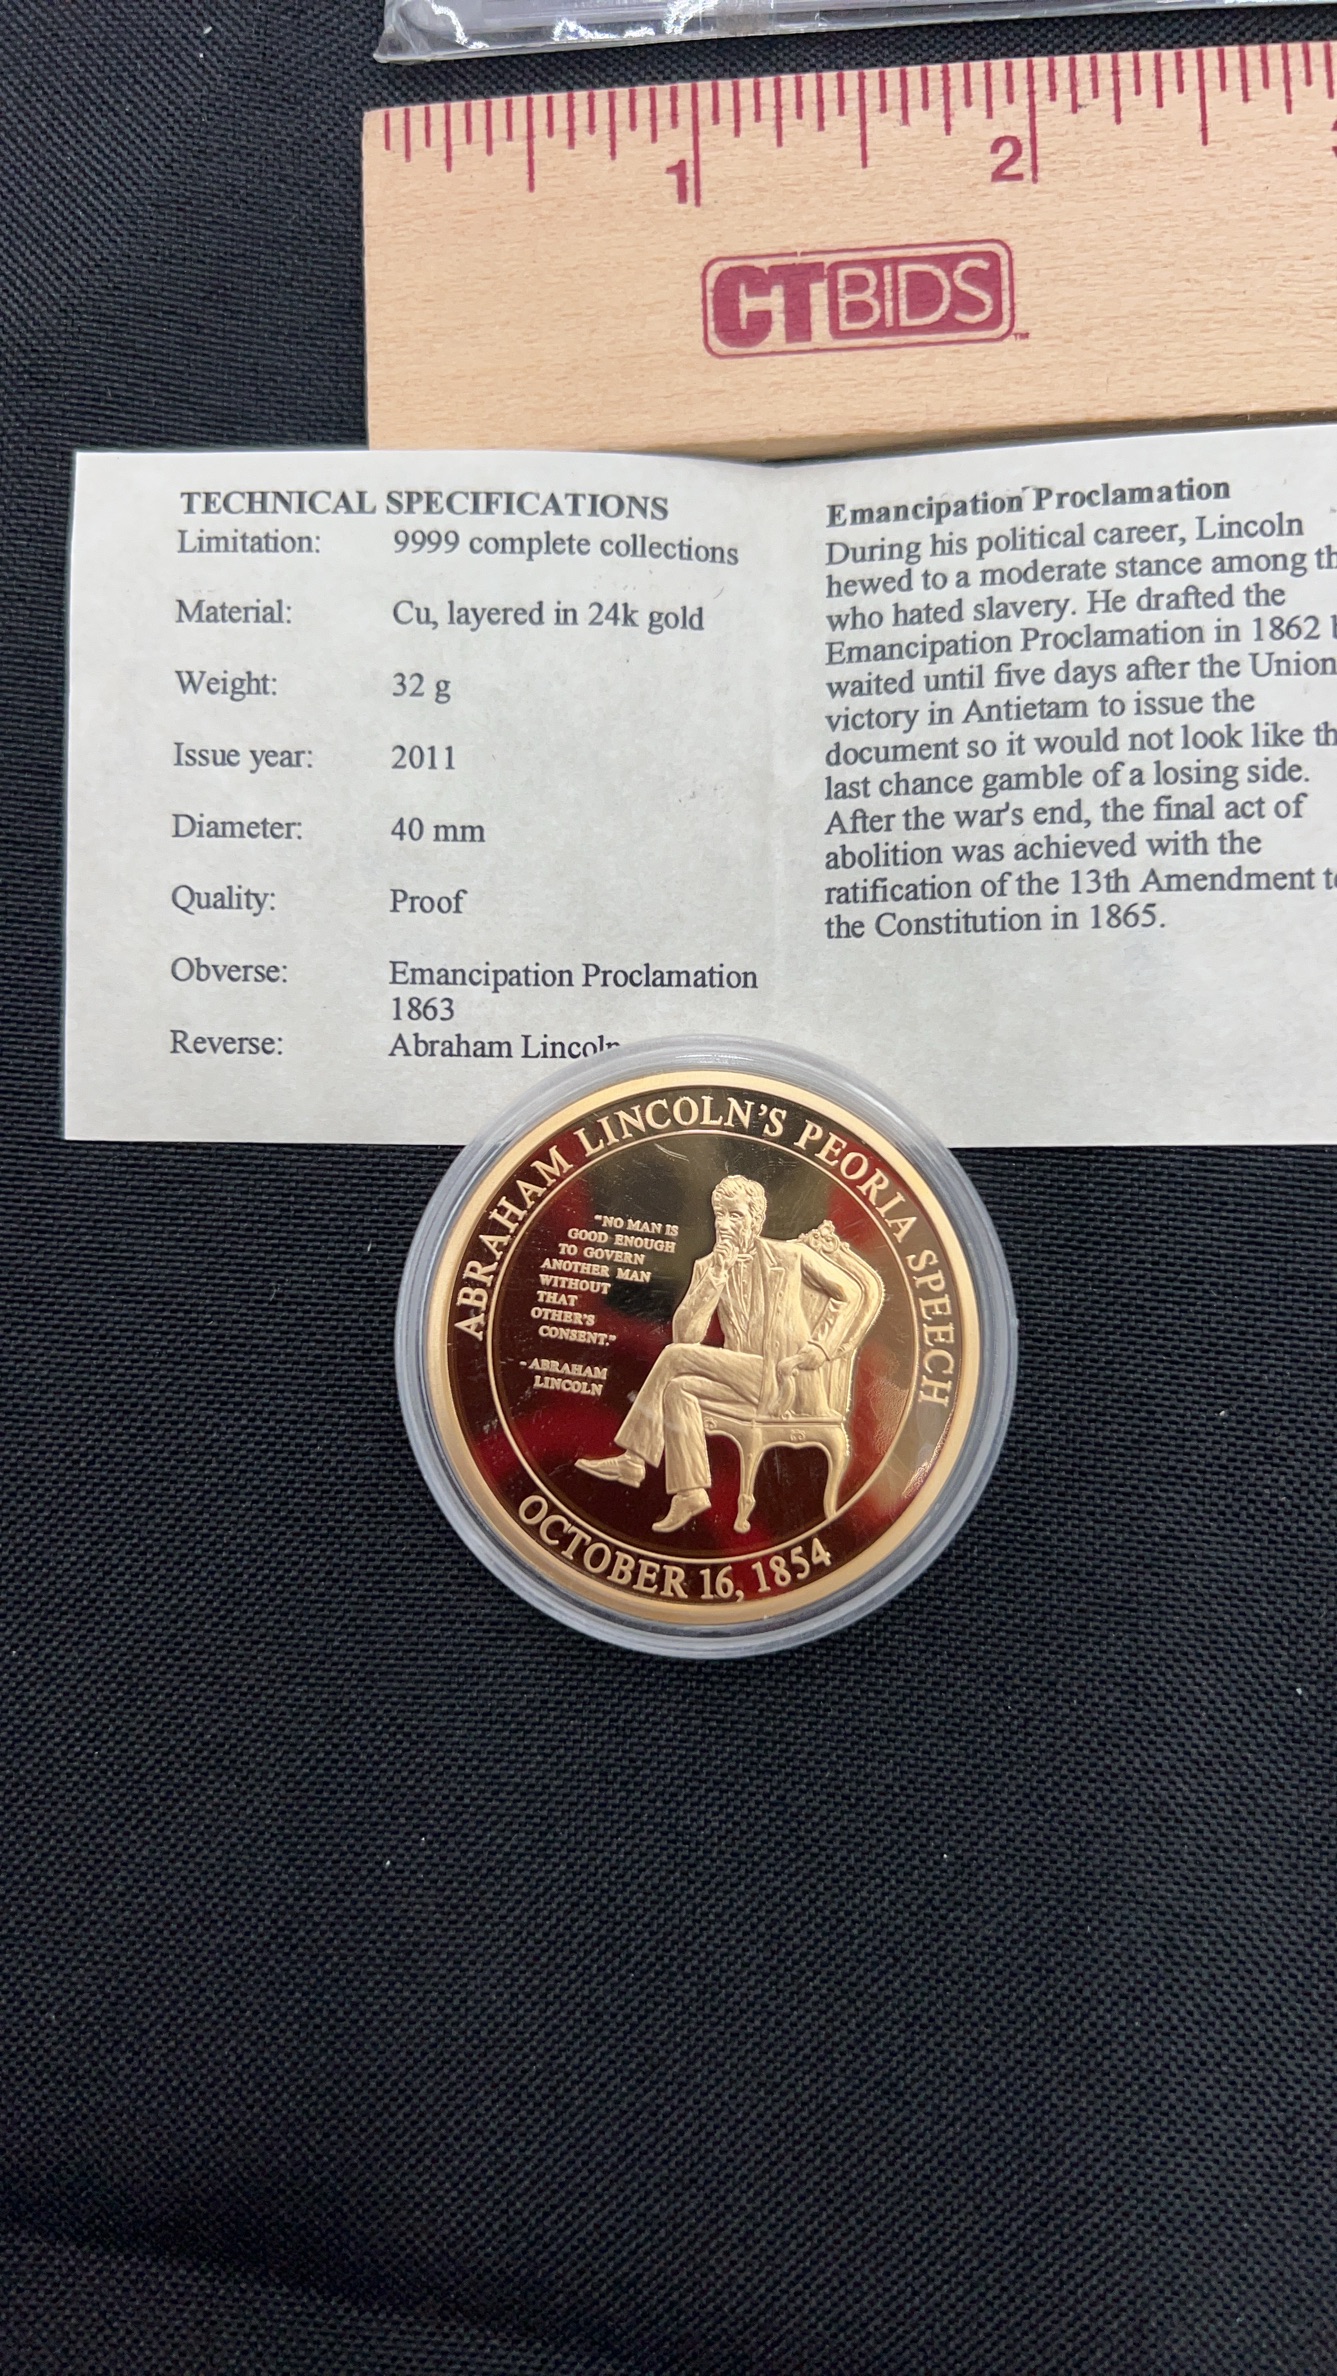 1 2
CTBIDS™
TECHNICAL SPECIFICATIONS
Limitation: 9999 complete collections
Material: Cu, layered in 24k gold
Weight: 32 g
Issue year: 2011
Diameter: 40 mm
Quality: Proof
Obverse: Emancipation Proclamation
1863
Reverse: Abraham Lincoln
Emancipation Proclamation
During his political career, Lincoln
hewed to a moderate stance among
who hated slavery. He drafted the
Emancipation Proclamation in 1862
waited until five days after the Union
victory in Antietam to issue the
document so it would not look like
last chance gamble of a losing side.
After the war's end, the final act of
abolition was achieved with the
ratification of the 13th Amendment
the Constitution in 1865.
ABRAHAM LINCOLN'S PEORIA SPEECH
"NO MAN IS
GOOD ENOUGH
TO GOVERN
ANOTHER MAN
WITHOUT
THAT
OTHER'S
CONSENT."
- ABRAHAM
LINCOLN
OCTOBER 16, 1854